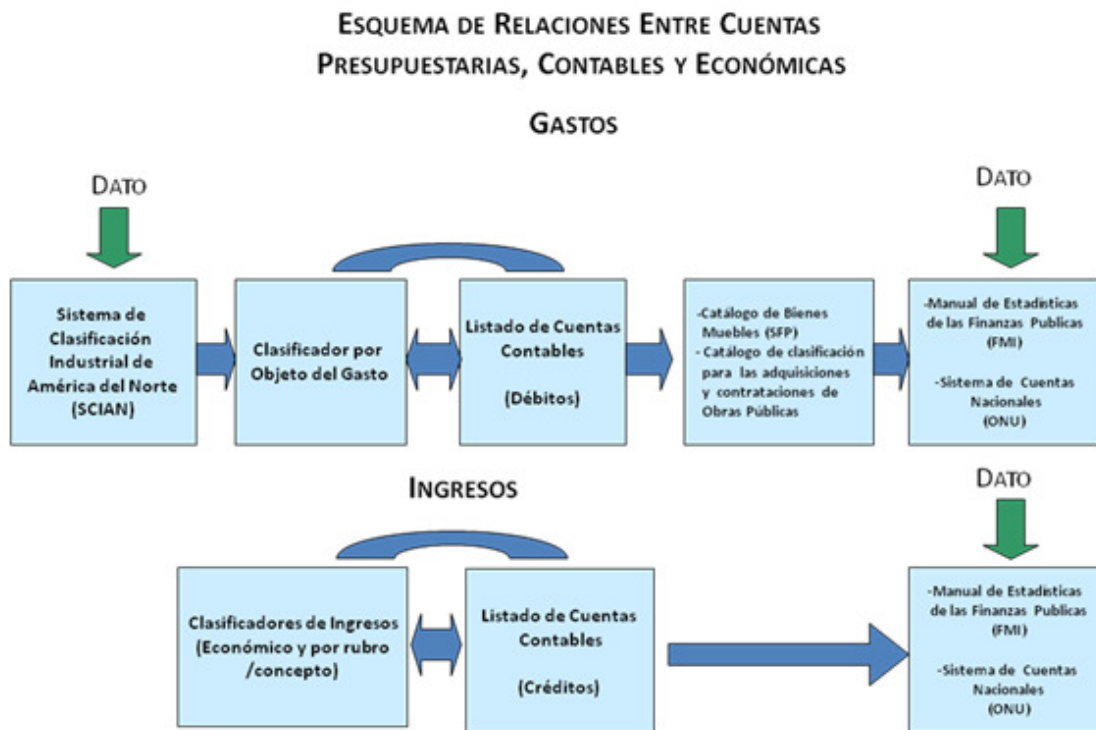 ESQUEMA DE RELACIONES ENTRE CUENTAS
PRESUPUESTARIAS, CONTABLES Y ECONÓMICAS
GASTOS
DATO
DATO
Sistema de
Clasificación
Industrial de
América del Norte
(SCIAN)
Clasificador por
Objeto del Gasto
Listado de Cuentas
Contables
(Débitos)
-Catálogo de Bienes
Muebles (SFP)
- Catálogo de clasificación
para las adquisiciones
y contrataciones de
Obras Públicas
-Manual de Estadísticas
de las Finanzas Publicas
(FMI)
-Sistema de Cuentas
Nacionales
(ONU)
INGRESOS
DATO
Clasificadores de Ingresos
(Económico y por rubro
/concepto)
Listado de Cuentas
Contables
(Créditos)
-Manual de Estadísticas
de las Finanzas Publicas
(FMI)
-Sistema de Cuentas
Nacionales
(ONU)